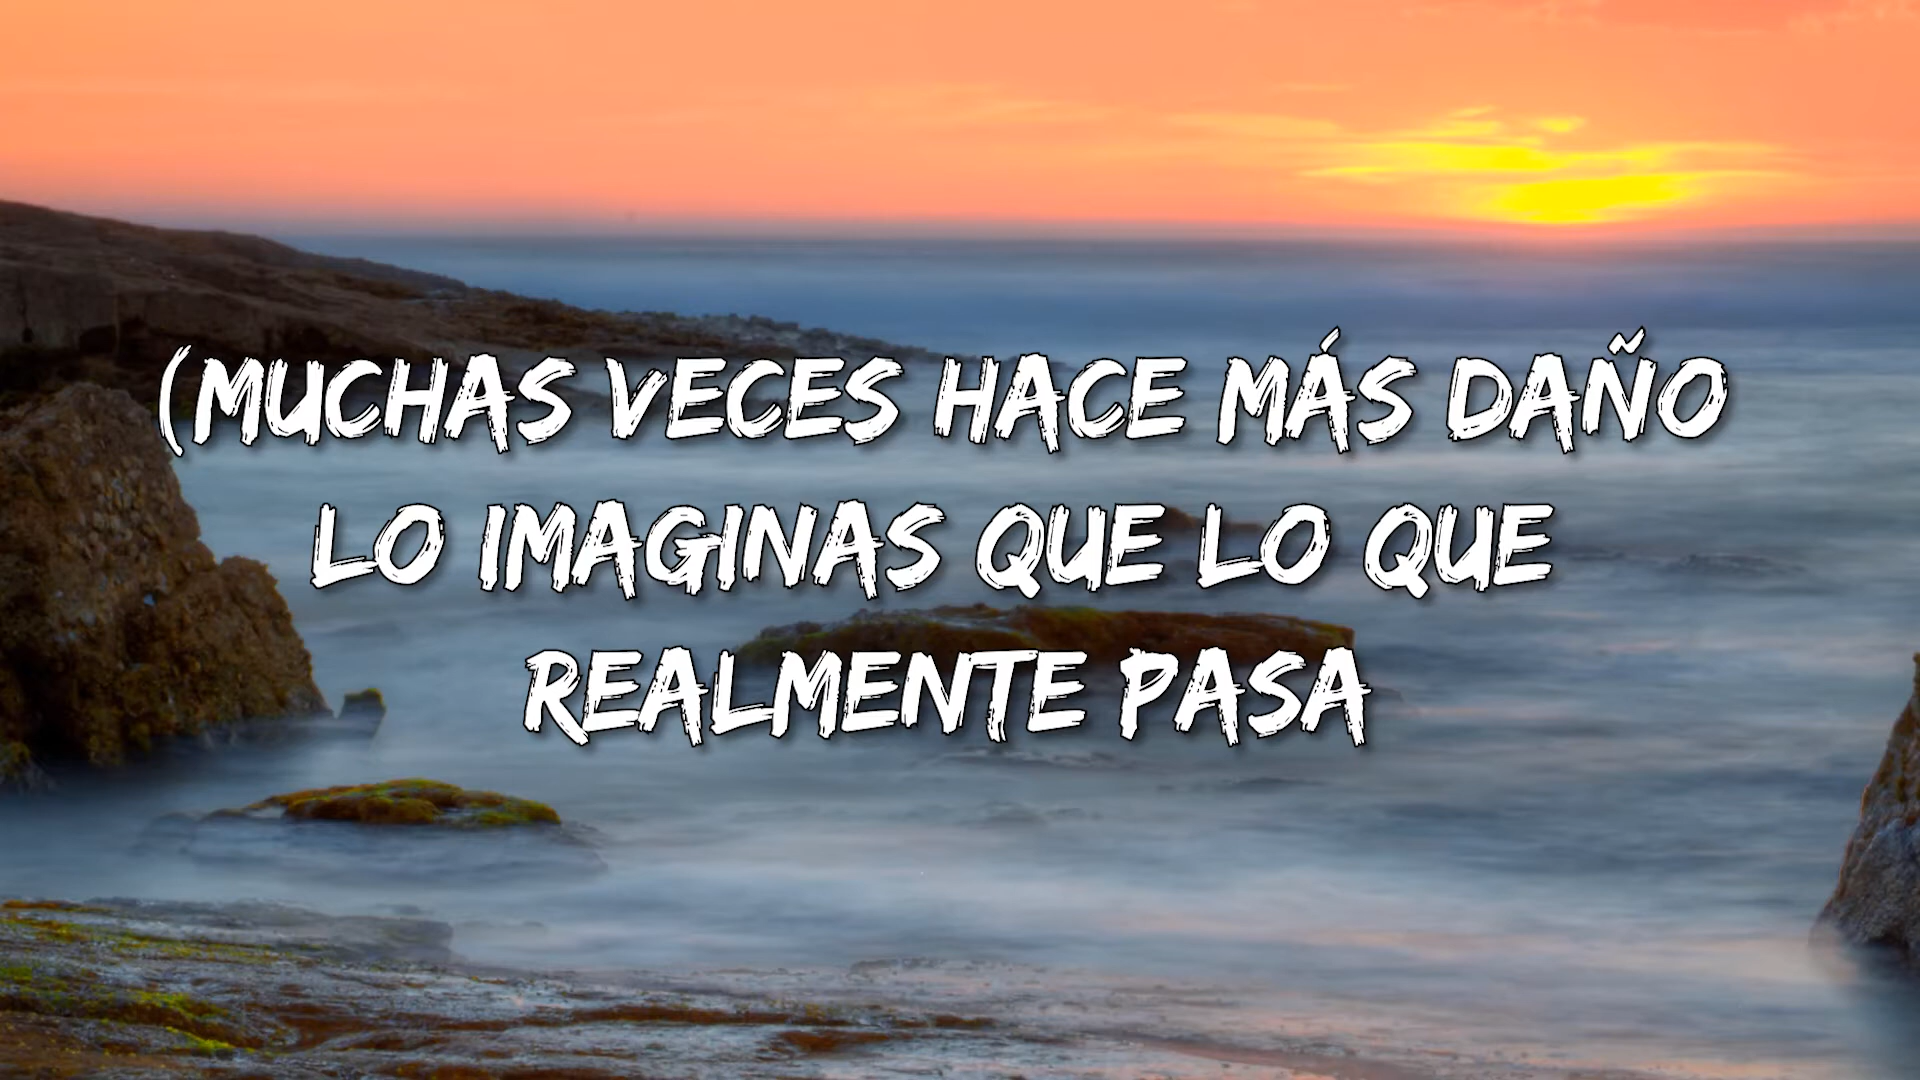 (MUCHAS VECES HACE MÁS DAÑO
LO IMAGINAS QUE LO QUE
REALMENTE PASA